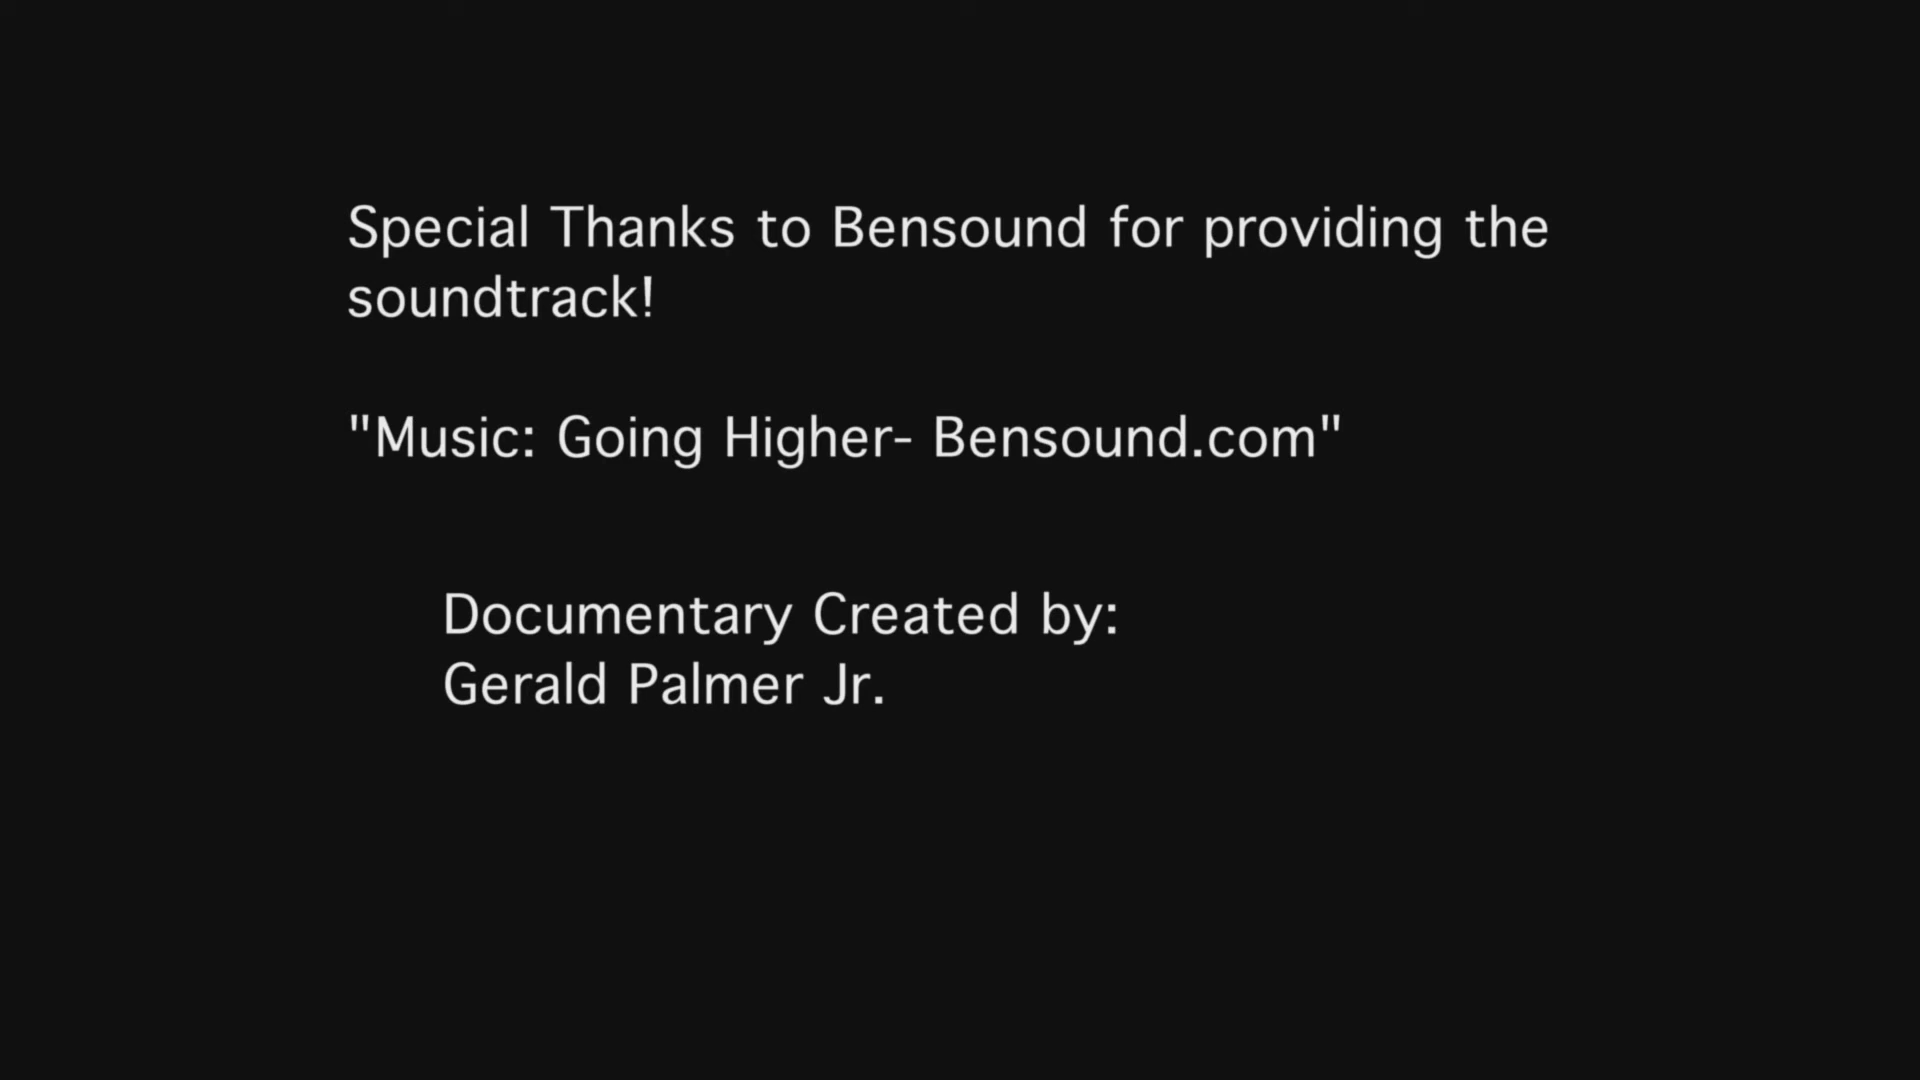 Special Thanks to Bensound for providing the
soundtrack!
"Music: Going Higher- Bensound.com"
Documentary Created by:
Gerald Palmer Jr.